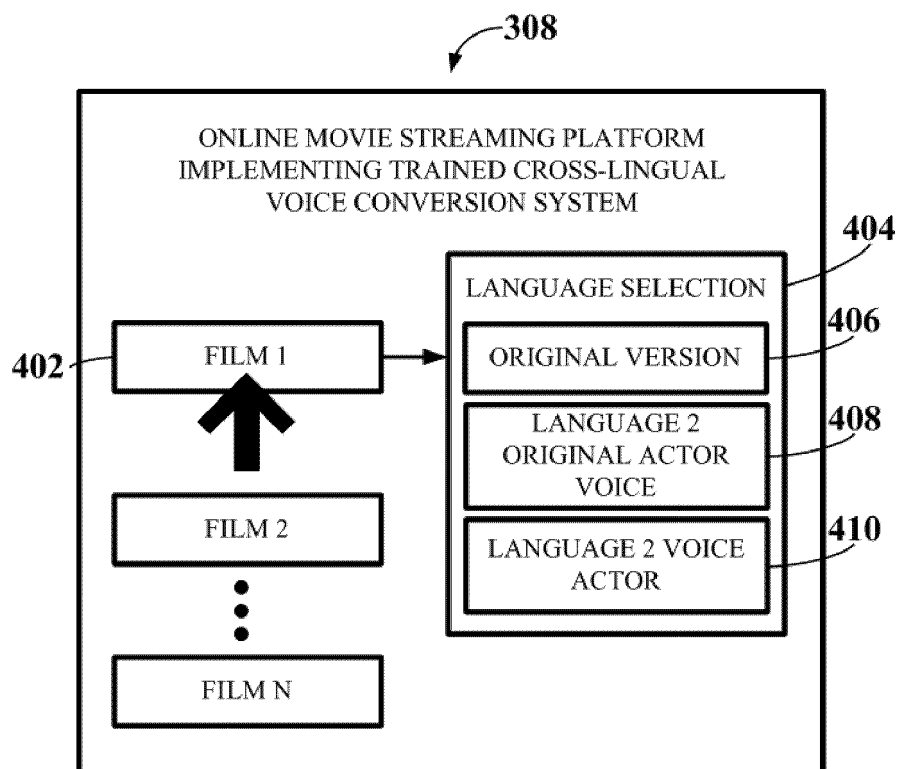 308
ONLINE MOVIE STREAMING PLATFORM
IMPLEMENTING TRAINED CROSS-LINGUAL
VOICE CONVERSION SYSTEM
404
LANGUAGE SELECTION
406
402
FILM 1
ORIGINAL VERSION
408
LANGUAGE 2
ORIGINAL ACTOR
VOICE
FILM 2
410
LANGUAGE 2 VOICE
ACTOR
FILM N